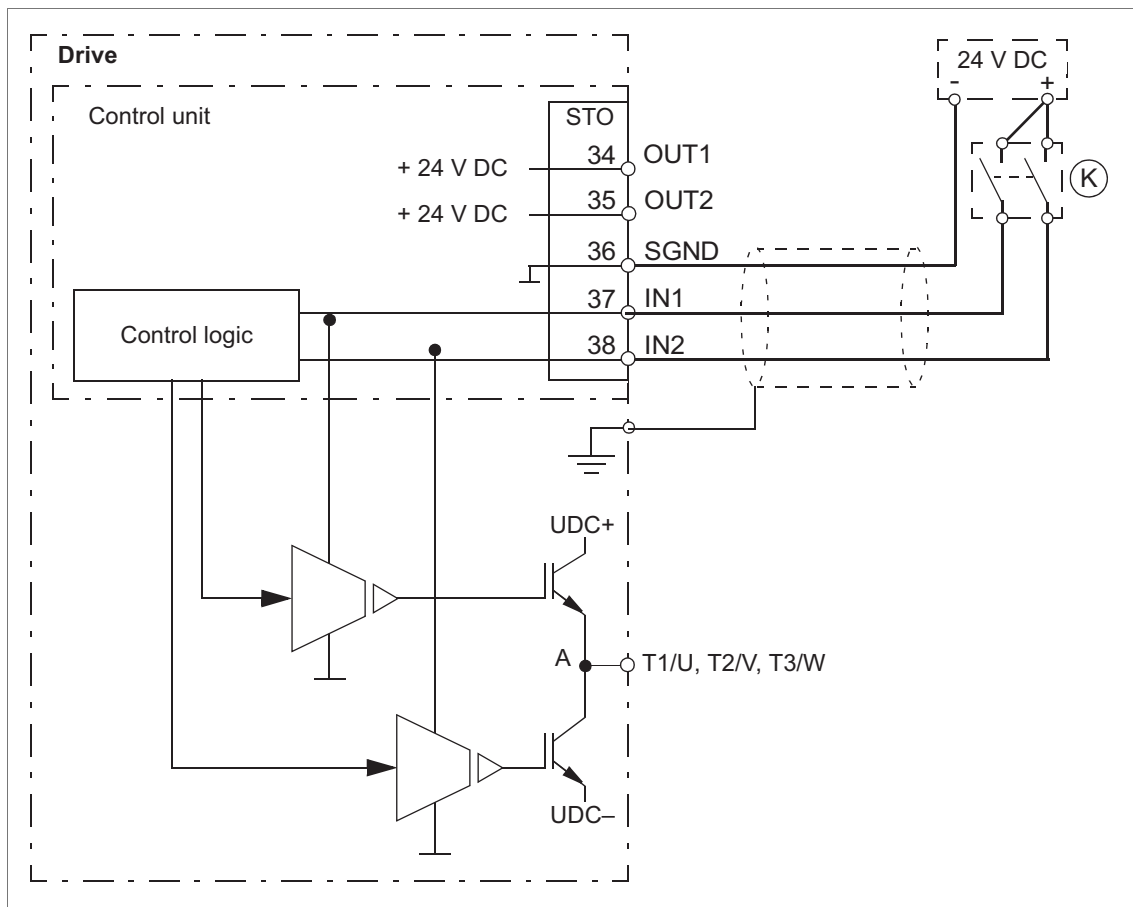 Drive
24 V DC
- +
Control unit
STO
+ 24 V DC 34 OUT1
+ 24 V DC 35 OUT2
K
36 SGND
37 IN1
Control logic
38 IN2
UDC+
A T1/U, T2/V, T3/W
UDC–